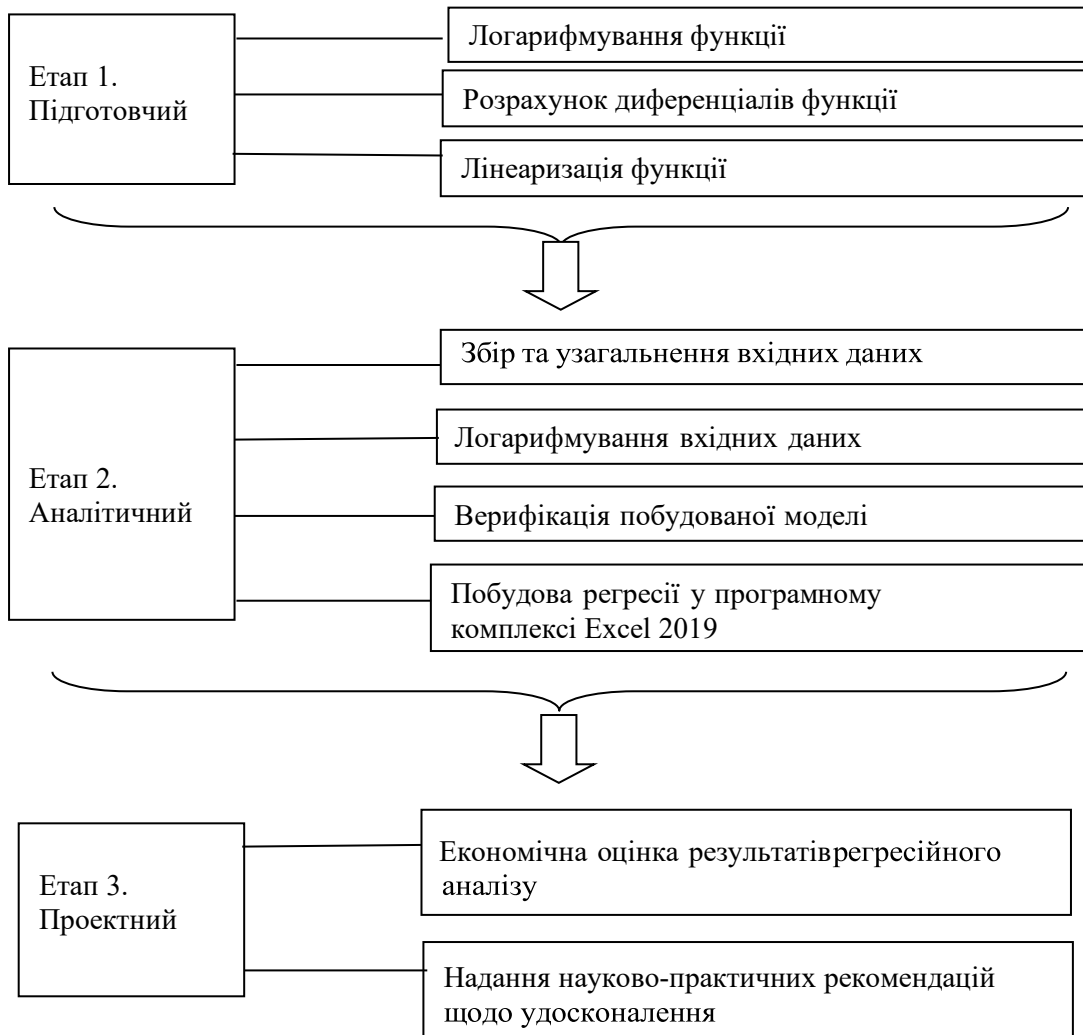 Етап 1.
Підготовчий
Логарифмування функції
Розрахунок диференціалів функції
Лінеаризація функції
Етап 2.
Аналітичний
Збір та узагальнення вхідних даних
Логарифмування вхідних даних
Верифікація побудованої моделі
Побудова регресії у програмному
комплексі Excel 2019
Етап 3.
Проектний
Економічна оцінка результатіврегресійного
аналізу
Надання науково-практичних рекомендацій
щодо удосконалення